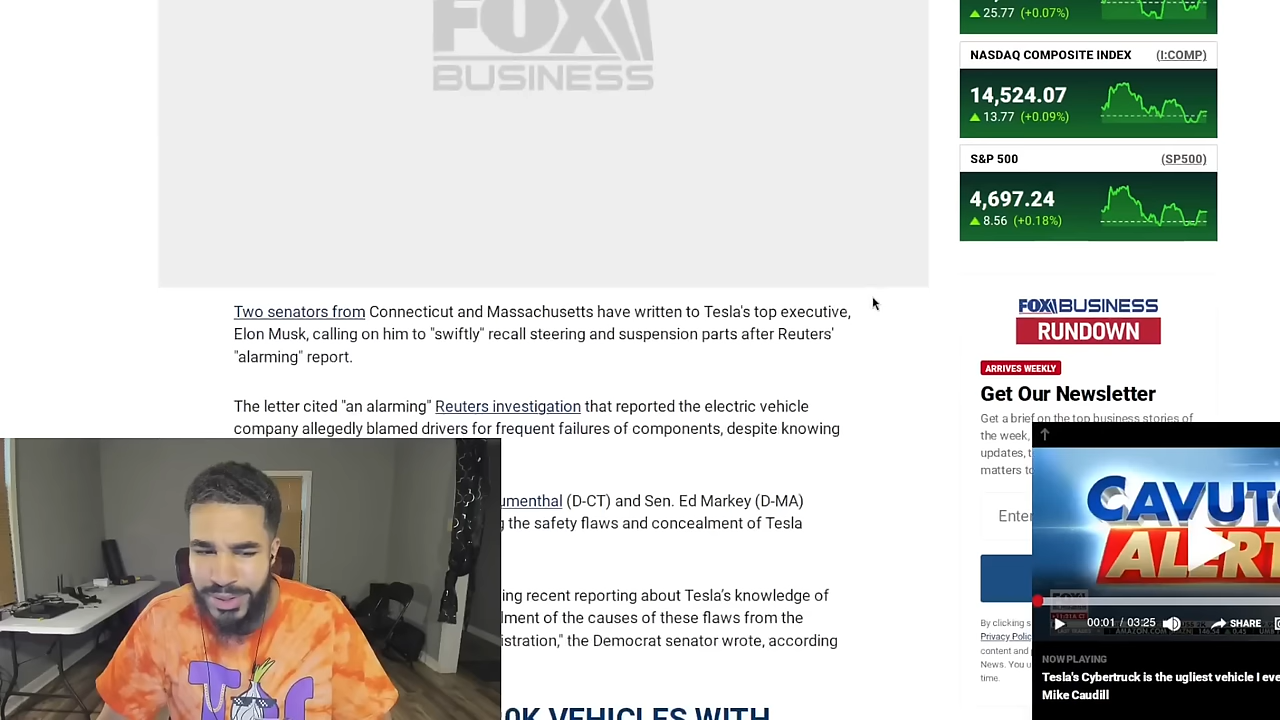 FOX
BUSINESS
Two senators from Connecticut and Massachusetts have written to Tesla's top executive,
Elon Musk, calling on him to "swiftly" recall steering and suspension parts after Reuters'
"alarming" report.
The letter cited "an alarming" Reuters investigation that reported the electric vehicle
company allegedly blamed drivers for frequent failures of components, despite knowing
umenthal (D-CT) and Sen. Ed Markey (D-MA)
the safety flaws and concealment of Tesla
ing recent reporting about Tesla's knowledge of
lment of the causes of these flaws from the
istration," the Democrat senator wrote, according
0K VEHICLES WITH
25.77 (+0.07%)
NASDAQ COMPOSITE INDEX (I:COMP)
14,524.07
13.77 (+0.09%)
S&P 500 (SP500)
4,697.24
8.56 (+0.18%)
FOX BUSINESS
RUNDOWN
ARRIVES WEEKLY
Get Our Newsletter
Get a brief on the top business stories of
the week,
updates, t
matters to
Enter
By clicking s
Privacy Polic
content and p
News. You u
time.
CAVUTO
ALERT
00:01 / 03:25 SHARE
NOW PLAYING
Tesla's Cybertruck is the ugliest vehicle I eve
Mike Caudill